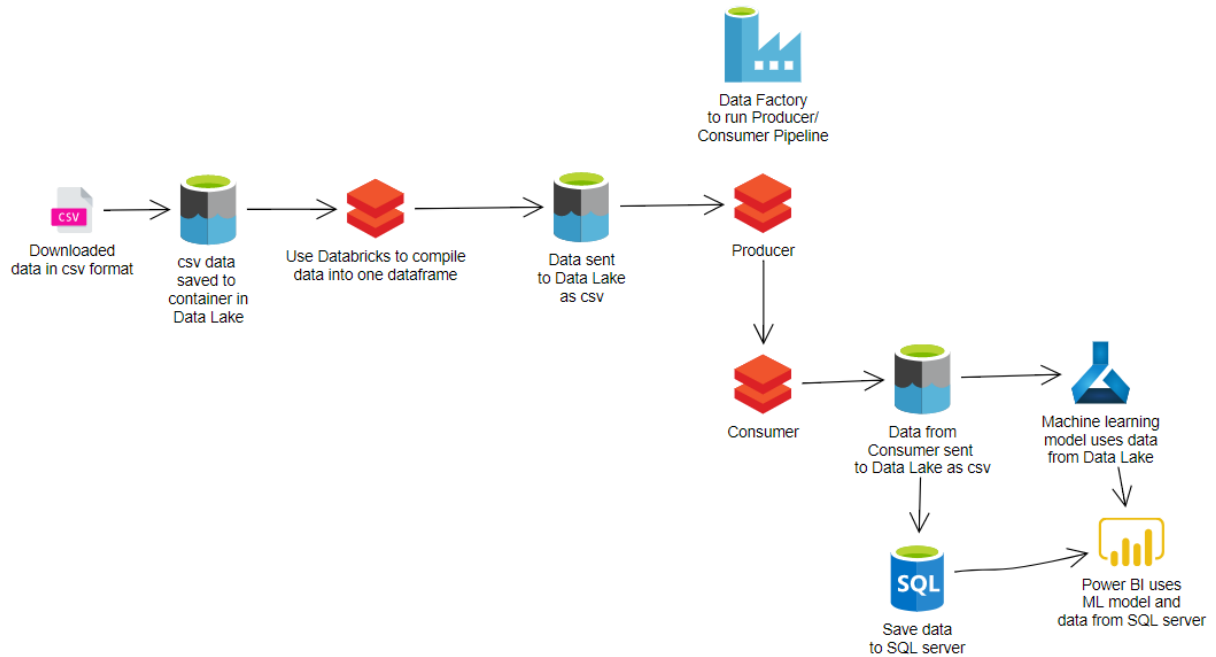 Data Factory
to run Producer/
Consumer Pipeline
CSV
Downloaded
data in csv format
csv data
saved to
container in
Data Lake
Use Databricks to compile
data into one dataframe
Data sent
to Data Lake
as csv
Producer
Consumer
Data from
Consumer sent
to Data Lake as csv
Machine learning
model uses data
from Data Lake
SQL
Save data
to SQL server
Power BI uses
ML model and
data from SQL server